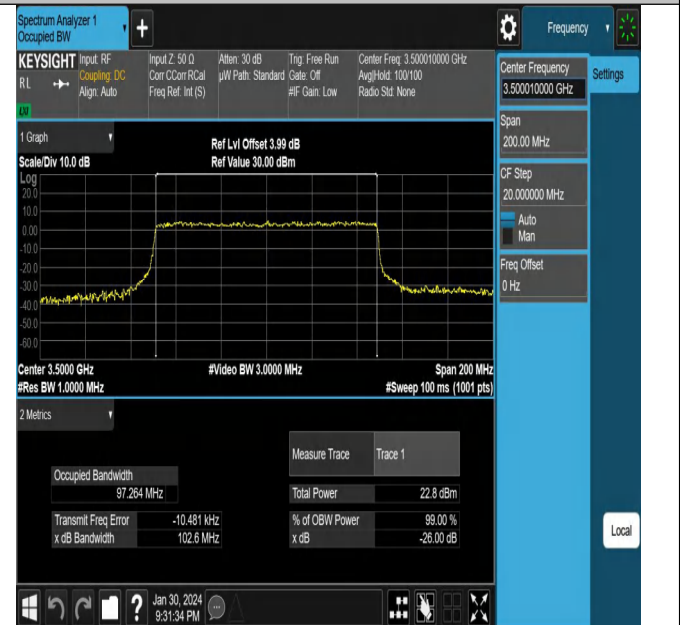 Spectrum Analyzer 1
Occupied BW
+
Frequency
KEYSIGHT Input: RF
RL Coupling: DC
Align: Auto
Input Z: 50 Ω
Corr CCorr RCal
Freq Ref: Int (S)
Atten: 30 dB
µW Path: Standard
Trig: Free Run
Gate: Off
#IF Gain: Low
Center Freq: 3.500010000 GHz
Avg|Hold: 100/100
Radio Std: None
Center Frequency
3.500010000 GHz
Settings
Span
200.00 MHz
CF Step
20.000000 MHz
Auto
Man
Freq Offset
0 Hz
1 Graph
Scale/Div 10.0 dB
Ref Lvl Offset 3.99 dB
Ref Value 30.00 dBm
Log
20.0
10.0
0.00
-10.0
-20.0
-30.0
-40.0
-50.0
-60.0
Center 3.5000 GHz
#Video BW 3.0000 MHz
Span 200 MHz
#Res BW 1.0000 MHz
#Sweep 100 ms (1001 pts)
2 Metrics
Measure Trace Trace 1
Occupied Bandwidth
97.264 MHz
Total Power 22.8 dBm
Transmit Freq Error -10.481 kHz
% of OBW Power 99.00 %
x dB Bandwidth 102.6 MHz
x dB -26.00 dB
Local
? Jan 30, 2024
9:31:34 PM